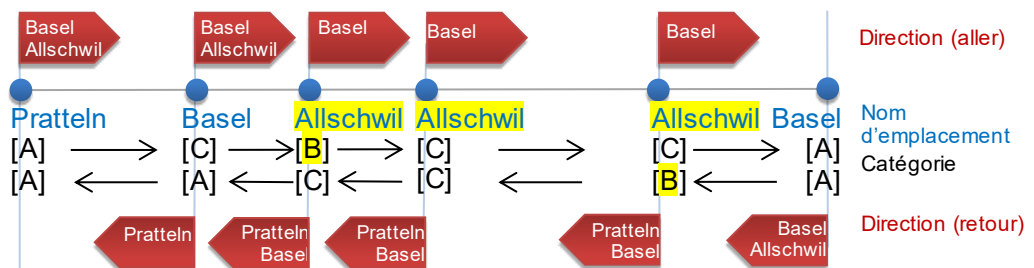 Basel
Allschwil
Basel
Allschwil
Basel
Basel
Basel
Direction (aller)
Pratteln Basel Allschwil Allschwil Allschwil Basel
Nom
d'emplacement
[A] [C] [B] [C] [C] [A]
Catégorie
[A] [A] [C] [C] [B] [A]
Pratteln
Pratteln
Basel
Pratteln
Basel
Pratteln
Basel
Basel
Allschwil
Direction (retour)